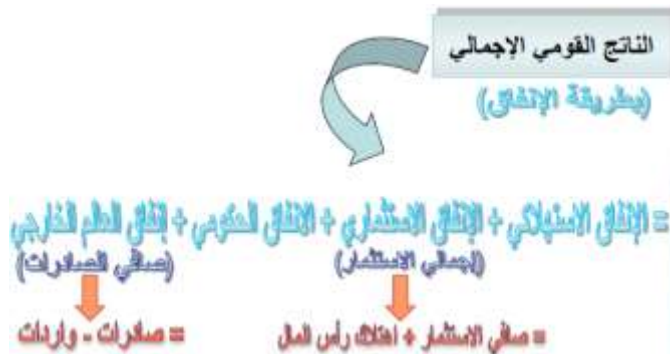 الناتج القومي الإجمالي
(بطريقة الإنفاق)
= الإنفاق الاستهلاكي + الإنفاق الاستثماري + الانفاق الحكومي + إنفاق العالم الخارجي
(إجمالي الاستثمار) (صافي الصادرات)
= صافي الاستثمار + اهتلاك رأس المال = صادرات - واردات